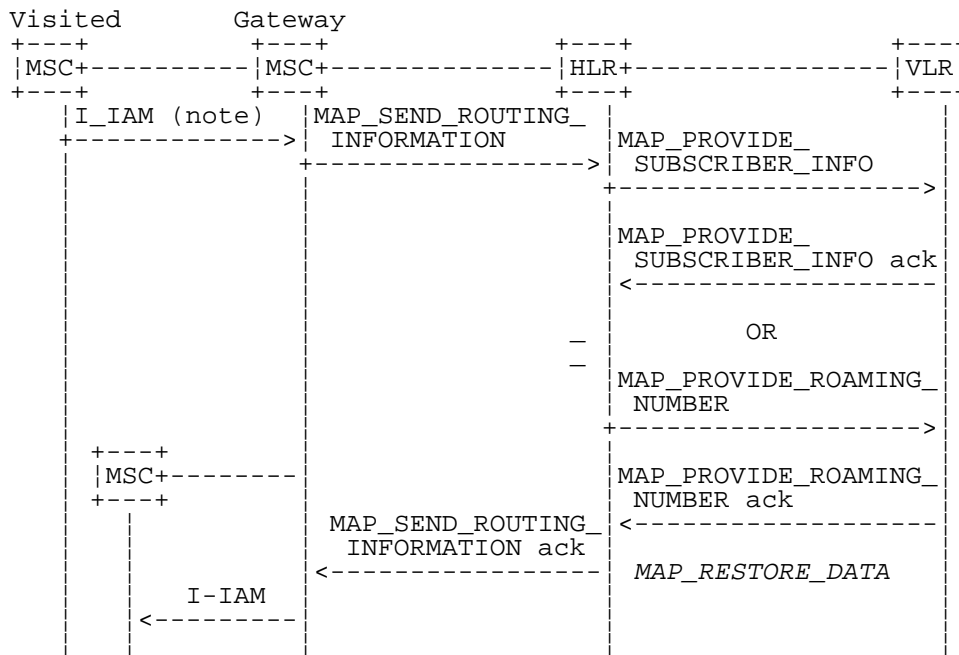 Visited Gateway
MSC MSC HLR VLR
I_IAM (note) MAP_SEND_ROUTING_
INFORMATION MAP_PROVIDE_
SUBSCRIBER_INFO
MAP_PROVIDE_
SUBSCRIBER_INFO ack
OR
MAP_PROVIDE_ROAMING_
NUMBER
MSC MAP_PROVIDE_ROAMING_
NUMBER ack
MAP_SEND_ROUTING_
INFORMATION ack
MAP_RESTORE_DATA
I-IAM